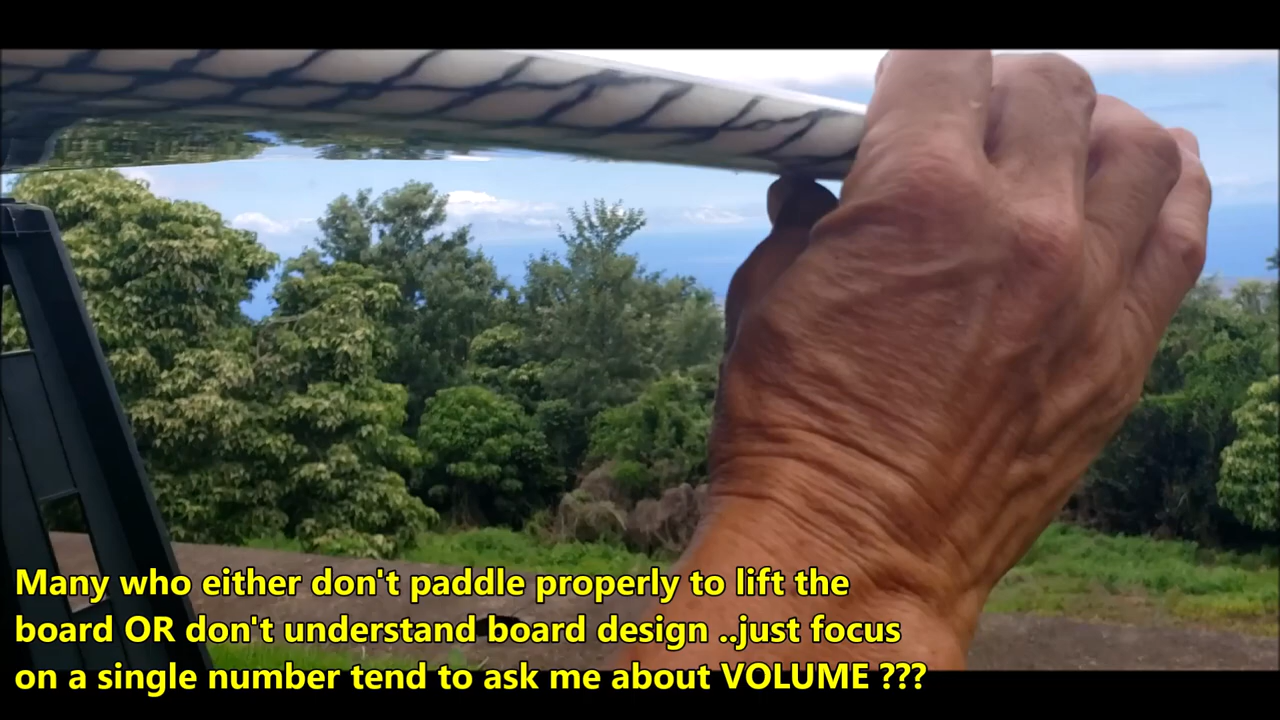 Many who either don't paddle properly to lift the
board OR don't understand board design ..just focus
on a single number tend to ask me about VOLUME ???